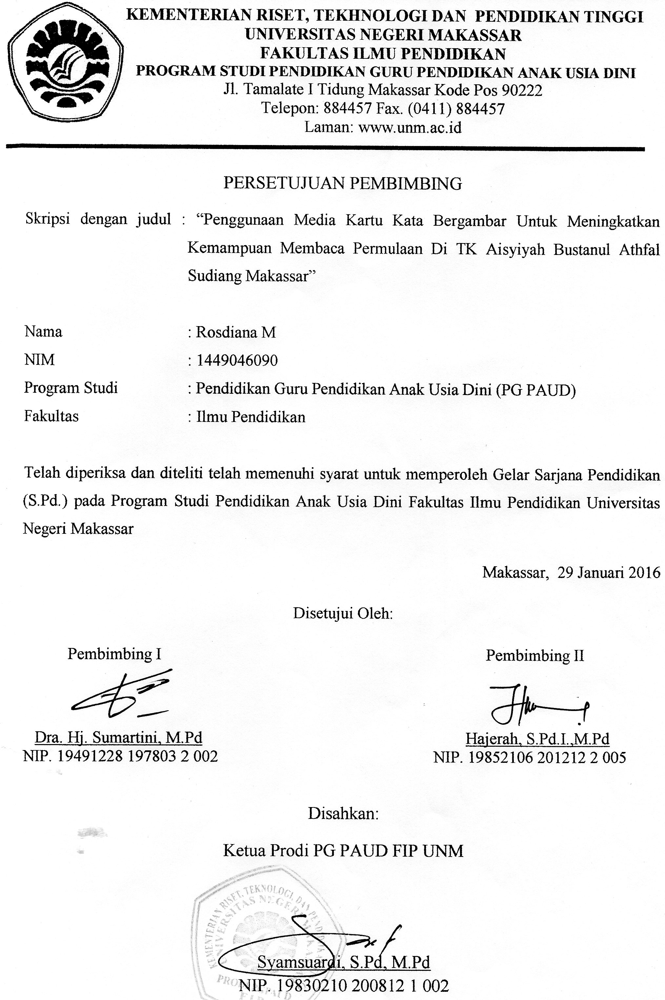 KEMENTERIAN RISET, TEKHNOLOGI DAN PENDIDIKAN TINGGI
UNIVERSITAS NEGERI MAKASSAR
FAKULTAS ILMU PENDIDIKAN
PROGRAM STUDI PENDIDIKAN GURU PENDIDIKAN ANAK USIA DINI
Jl. Tamalate I Tidung Makassar Kode Pos 90222
Telepon: 884457 Fax. (0411) 884457
Laman: www.unm.ac.id
PERSETUJUAN PEMBIMBING
Skripsi dengan judul : “Penggunaan Media Kartu Kata Bergambar Untuk Meningkatkan
Kemampuan Membaca Permulaan Di TK Aisyiyah Bustanul Athfal
Sudiang Makassar”
Nama : Rosdiana M
NIM : 1449046090
Program Studi : Pendidikan Guru Pendidikan Anak Usia Dini (PG PAUD)
Fakultas : Ilmu Pendidikan
Telah diperiksa dan diteliti telah memenuhi syarat untuk memperoleh Gelar Sarjana Pendidikan
(S.Pd.) pada Program Studi Pendidikan Anak Usia Dini Fakultas Ilmu Pendidikan Universitas
Negeri Makassar
Makassar, 29 Januari 2016
Disetujui Oleh:
Pembimbing I Pembimbing II
Dra. Hj. Sumartini, M.Pd Hajerah, S.Pd.I.,M.Pd
NIP. 19491228 197803 2 002 NIP. 19852106 201212 2 005
Disahkan:
Ketua Prodi PG PAUD FIP UNM
KEMENTERIAN RISET, TEKNOLOGI, DAN
UNIVERSITAS NEGERI
Syamsuardi, S.Pd, M.Pd
NIP. 19830210 200812 1 002